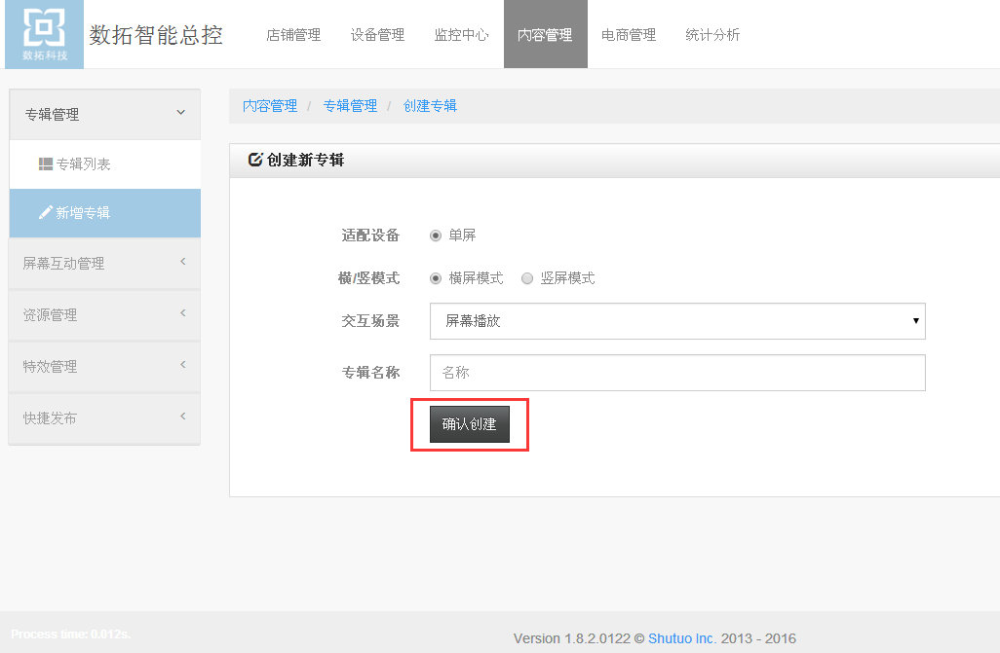 数拓科技
数拓智能总控
店铺管理 设备管理 监控中心 内容管理 电商管理 统计分析
专辑管理
专辑列表
新增专辑
屏幕互动管理
资源管理
特效管理
快捷发布
内容管理 / 专辑管理 / 创建专辑
创建新专辑
适配设备 单屏
横/竖模式 横屏模式 竖屏模式
交互场景 屏幕播放
专辑名称 名称
确认创建
Process time: 0.012s.
Version 1.8.2.0122 © Shutuo Inc. 2013 - 2016